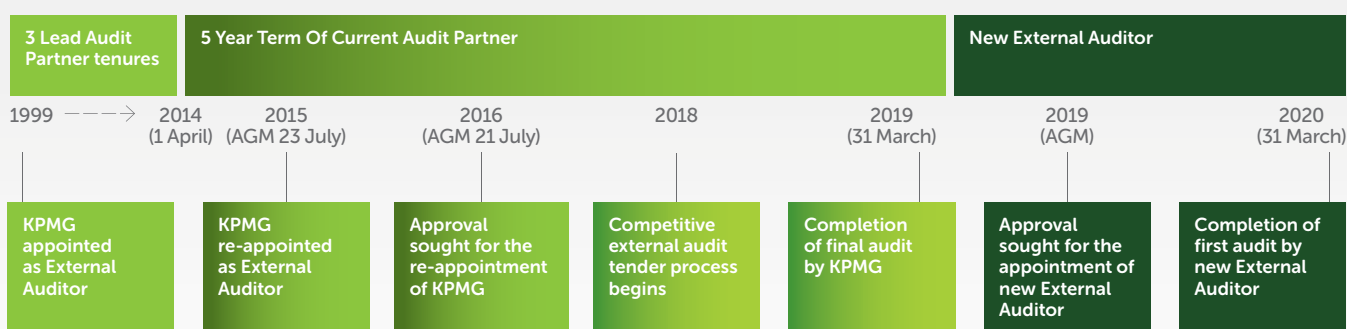 3 Lead Audit
Partner tenures
5 Year Term Of Current Audit Partner
New External Auditor
1999
2014
(1 April)
2015
(AGM 23 July)
2016
(AGM 21 July)
2018
2019
(31 March)
2019
(AGM)
2020
(31 March)
KPMG
appointed
as External
Auditor
KPMG
re-appointed
as External
Auditor
Approval
sought for the
re-appointment
of KPMG
Competitive
external audit
tender process
begins
Completion
of final audit
by KPMG
Approval
sought for the
appointment of
new External
Auditor
Completion of
first audit by
new External
Auditor